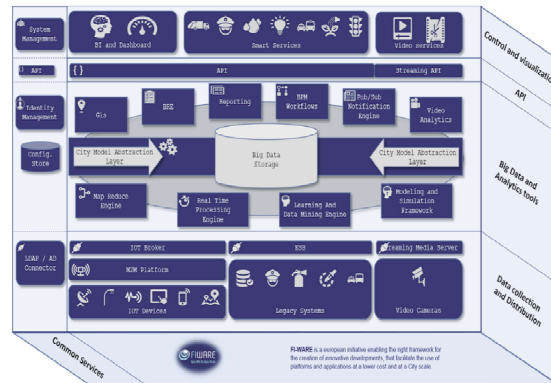 System
Management
BI and Dashboard
Smart Services
Video services
Control and visualization
API
{ }
API
Streaming API
API
Identity
Management
Gis
BRE
Reporting
BPM
Workflows
Pub/Sub
Notification
Engine
Video
Analytics
Config.
Store
City Model Abstraction
Layer
Big Data
Storage
City Model Abstraction
Layer
Big Data and
Analytics tools
Map Reduce
Engine
Real Time
Processing
Engine
Learning And
Data Mining Engine
Modeling and
Simulation
Framework
LDAP / AD
Connector
IOT Broker
ESB
Streaming Media Server
M2M Platform
IOT Devices
Legacy Systems
Video Cameras
Data collection
and Distribution
Common Services
FIWARE
FI-WARE is a european initiative enabling the right framework for
the creation of innovative developments, that facilitate the use of
platforms and applications at a lower cost and at a City scale.